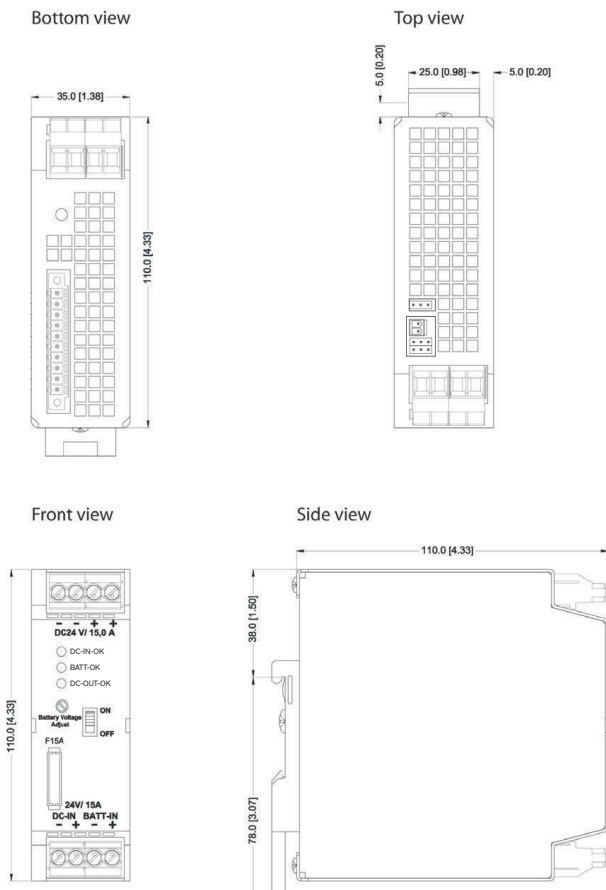 Bottom view
Top view
35.0 [1.38]
110.0 [4.33]
5.0 [0.20]
25.0 [0.98]
5.0 [0.20]
Front view
Side view
110.0 [4.33]
- - + +
DC24 V/ 15,0 A
DC-IN-OK
BATT-OK
DC-OUT-OK
Battery Voltage
Adjust
ON
OFF
F15A
24V/ 15A
DC-IN BATT-IN
- + - +
110.0 [4.33]
38.0 [1.50]
78.0 [3.07]